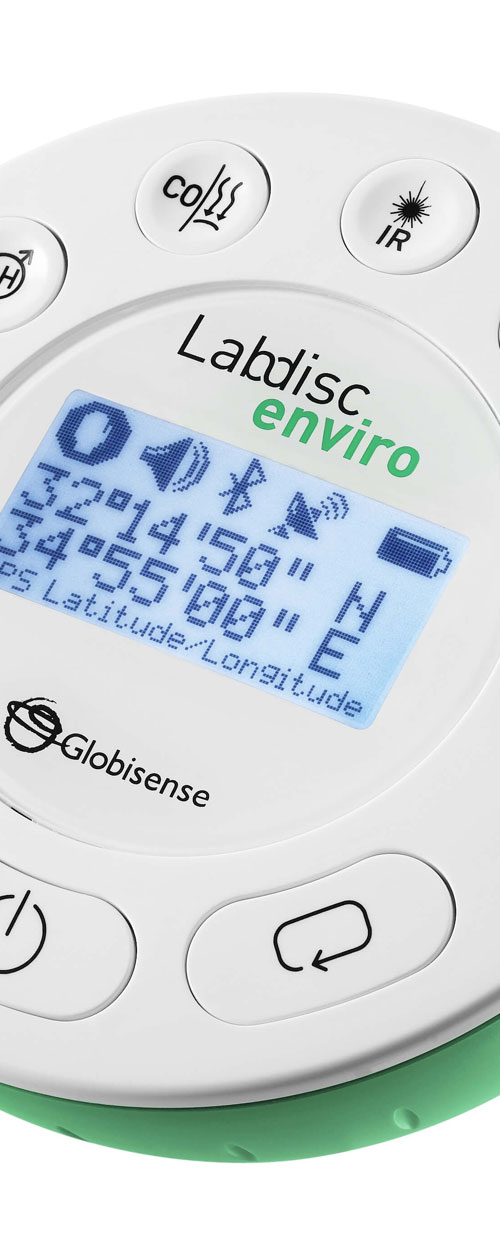 CO
IR
H
Labdisc
enviro
32°14'50" N
34°55'00" E
PS Latitude/Longitude
Globisense